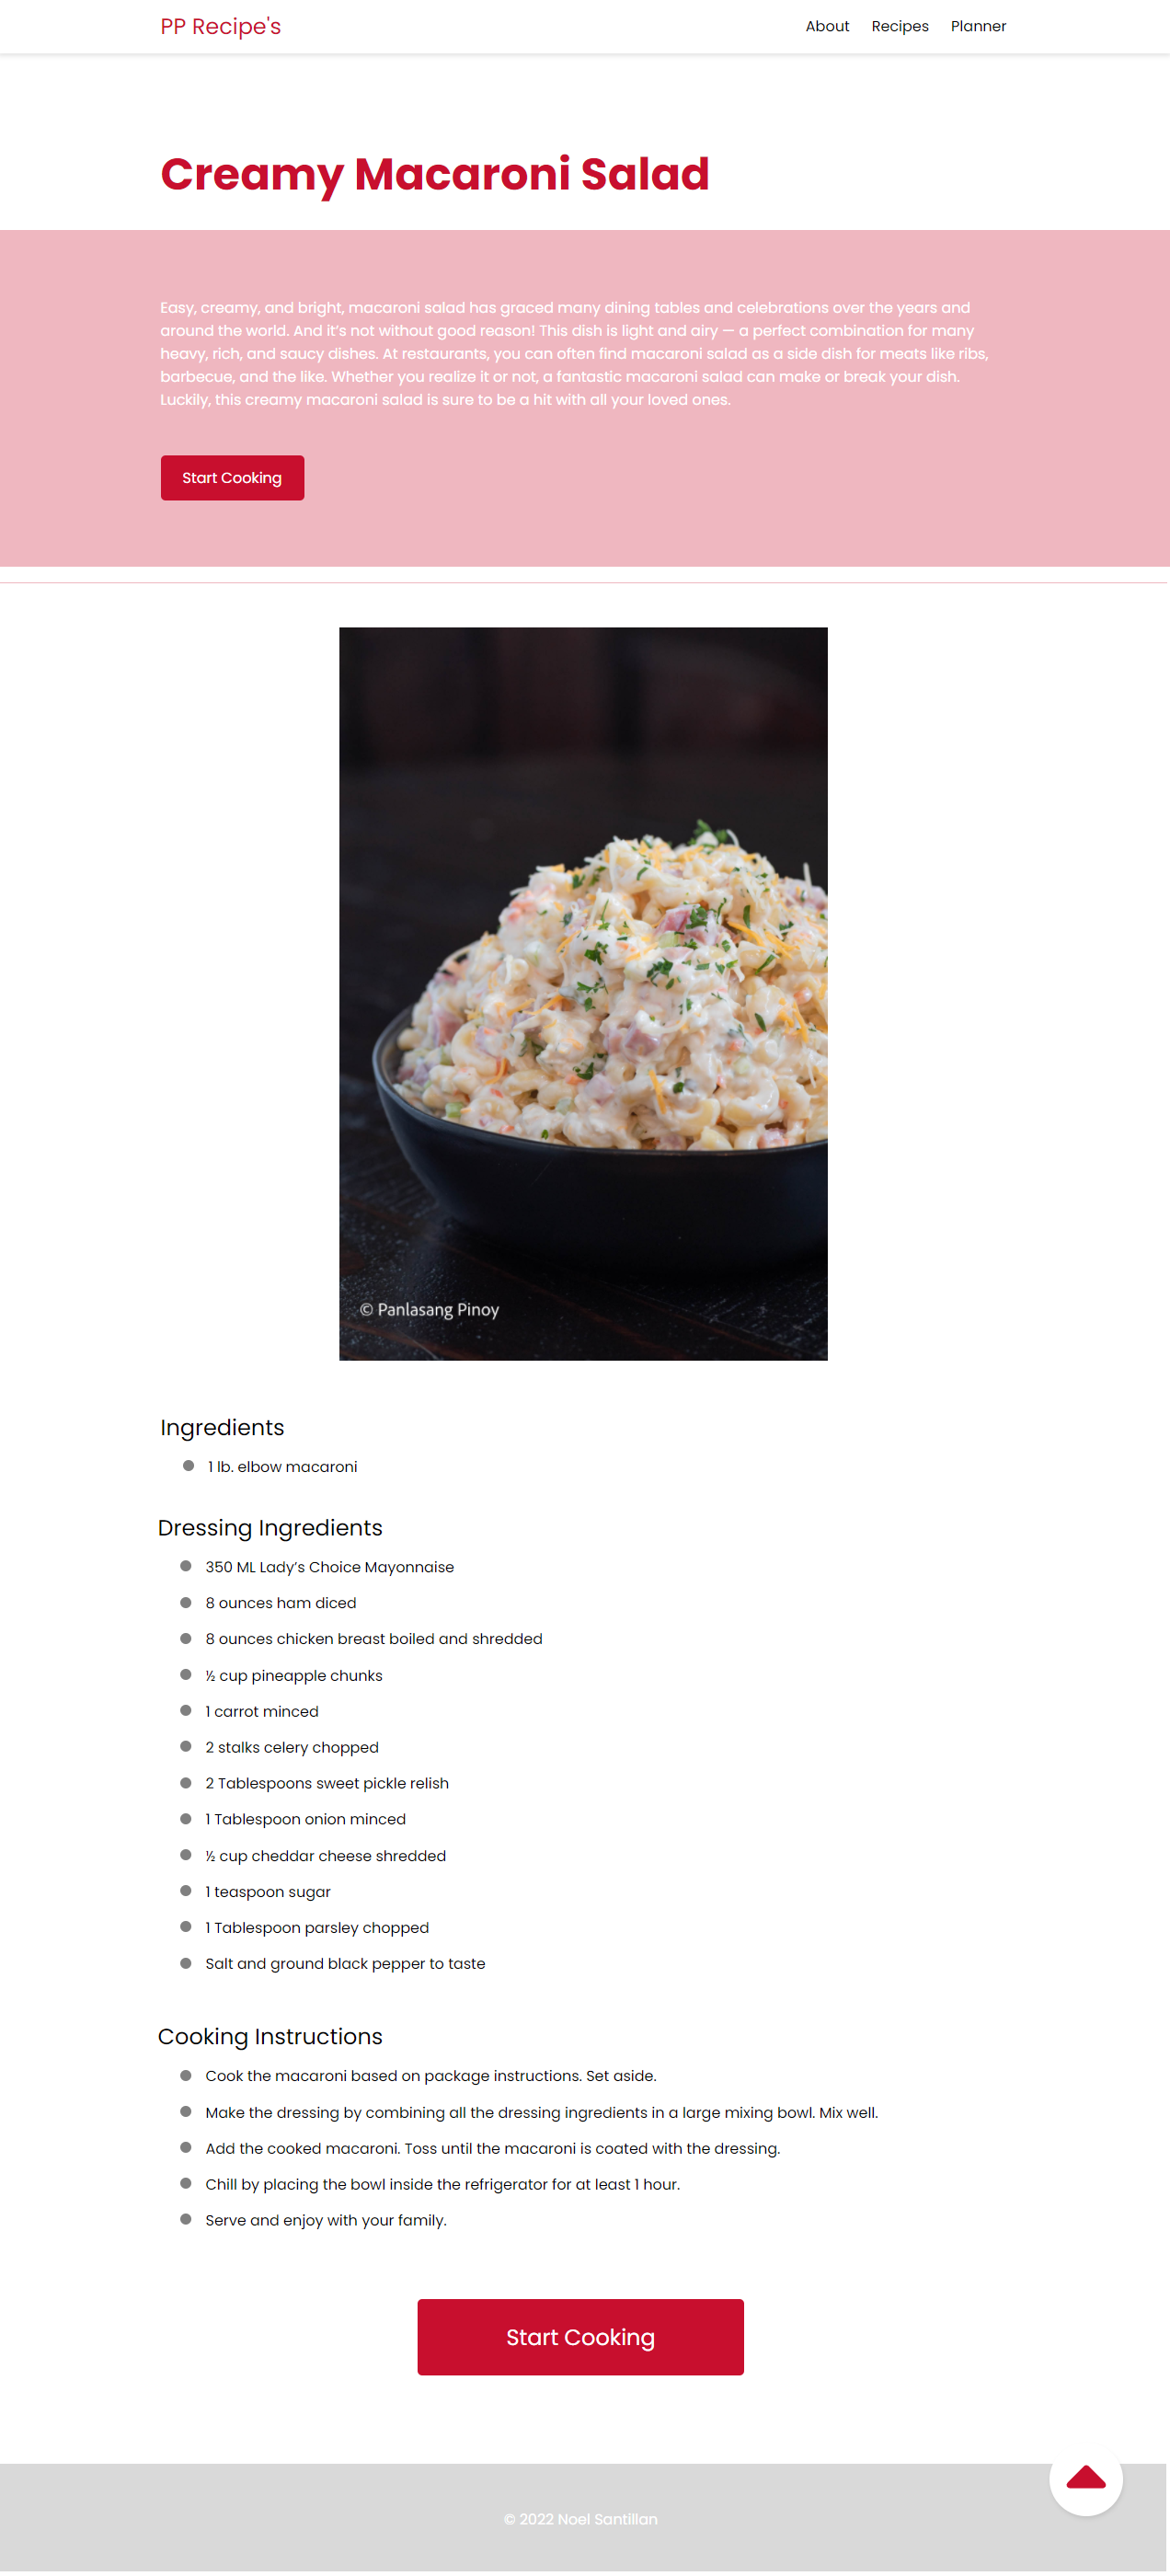 PP Recipe's
About Recipes Planner
Creamy Macaroni Salad
Easy, creamy, and bright, macaroni salad has graced many dining tables and celebrations over the years and
around the world. And it’s not without good reason! This dish is light and airy — a perfect combination for many
heavy, rich, and saucy dishes. At restaurants, you can often find macaroni salad as a side dish for meats like ribs,
barbecue, and the like. Whether you realize it or not, a fantastic macaroni salad can make or break your dish.
Luckily, this creamy macaroni salad is sure to be a hit with all your loved ones.
Start Cooking
© Panlasang Pinoy
Ingredients
1 lb. elbow macaroni
Dressing Ingredients
350 ML Lady’s Choice Mayonnaise
8 ounces ham diced
8 ounces chicken breast boiled and shredded
½ cup pineapple chunks
1 carrot minced
2 stalks celery chopped
2 Tablespoons sweet pickle relish
1 Tablespoon onion minced
½ cup cheddar cheese shredded
1 teaspoon sugar
1 Tablespoon parsley chopped
Salt and ground black pepper to taste
Cooking Instructions
Cook the macaroni based on package instructions. Set aside.
Make the dressing by combining all the dressing ingredients in a large mixing bowl. Mix well.
Add the cooked macaroni. Toss until the macaroni is coated with the dressing.
Chill by placing the bowl inside the refrigerator for at least 1 hour.
Serve and enjoy with your family.
Start Cooking
© 2022 Noel Santillan